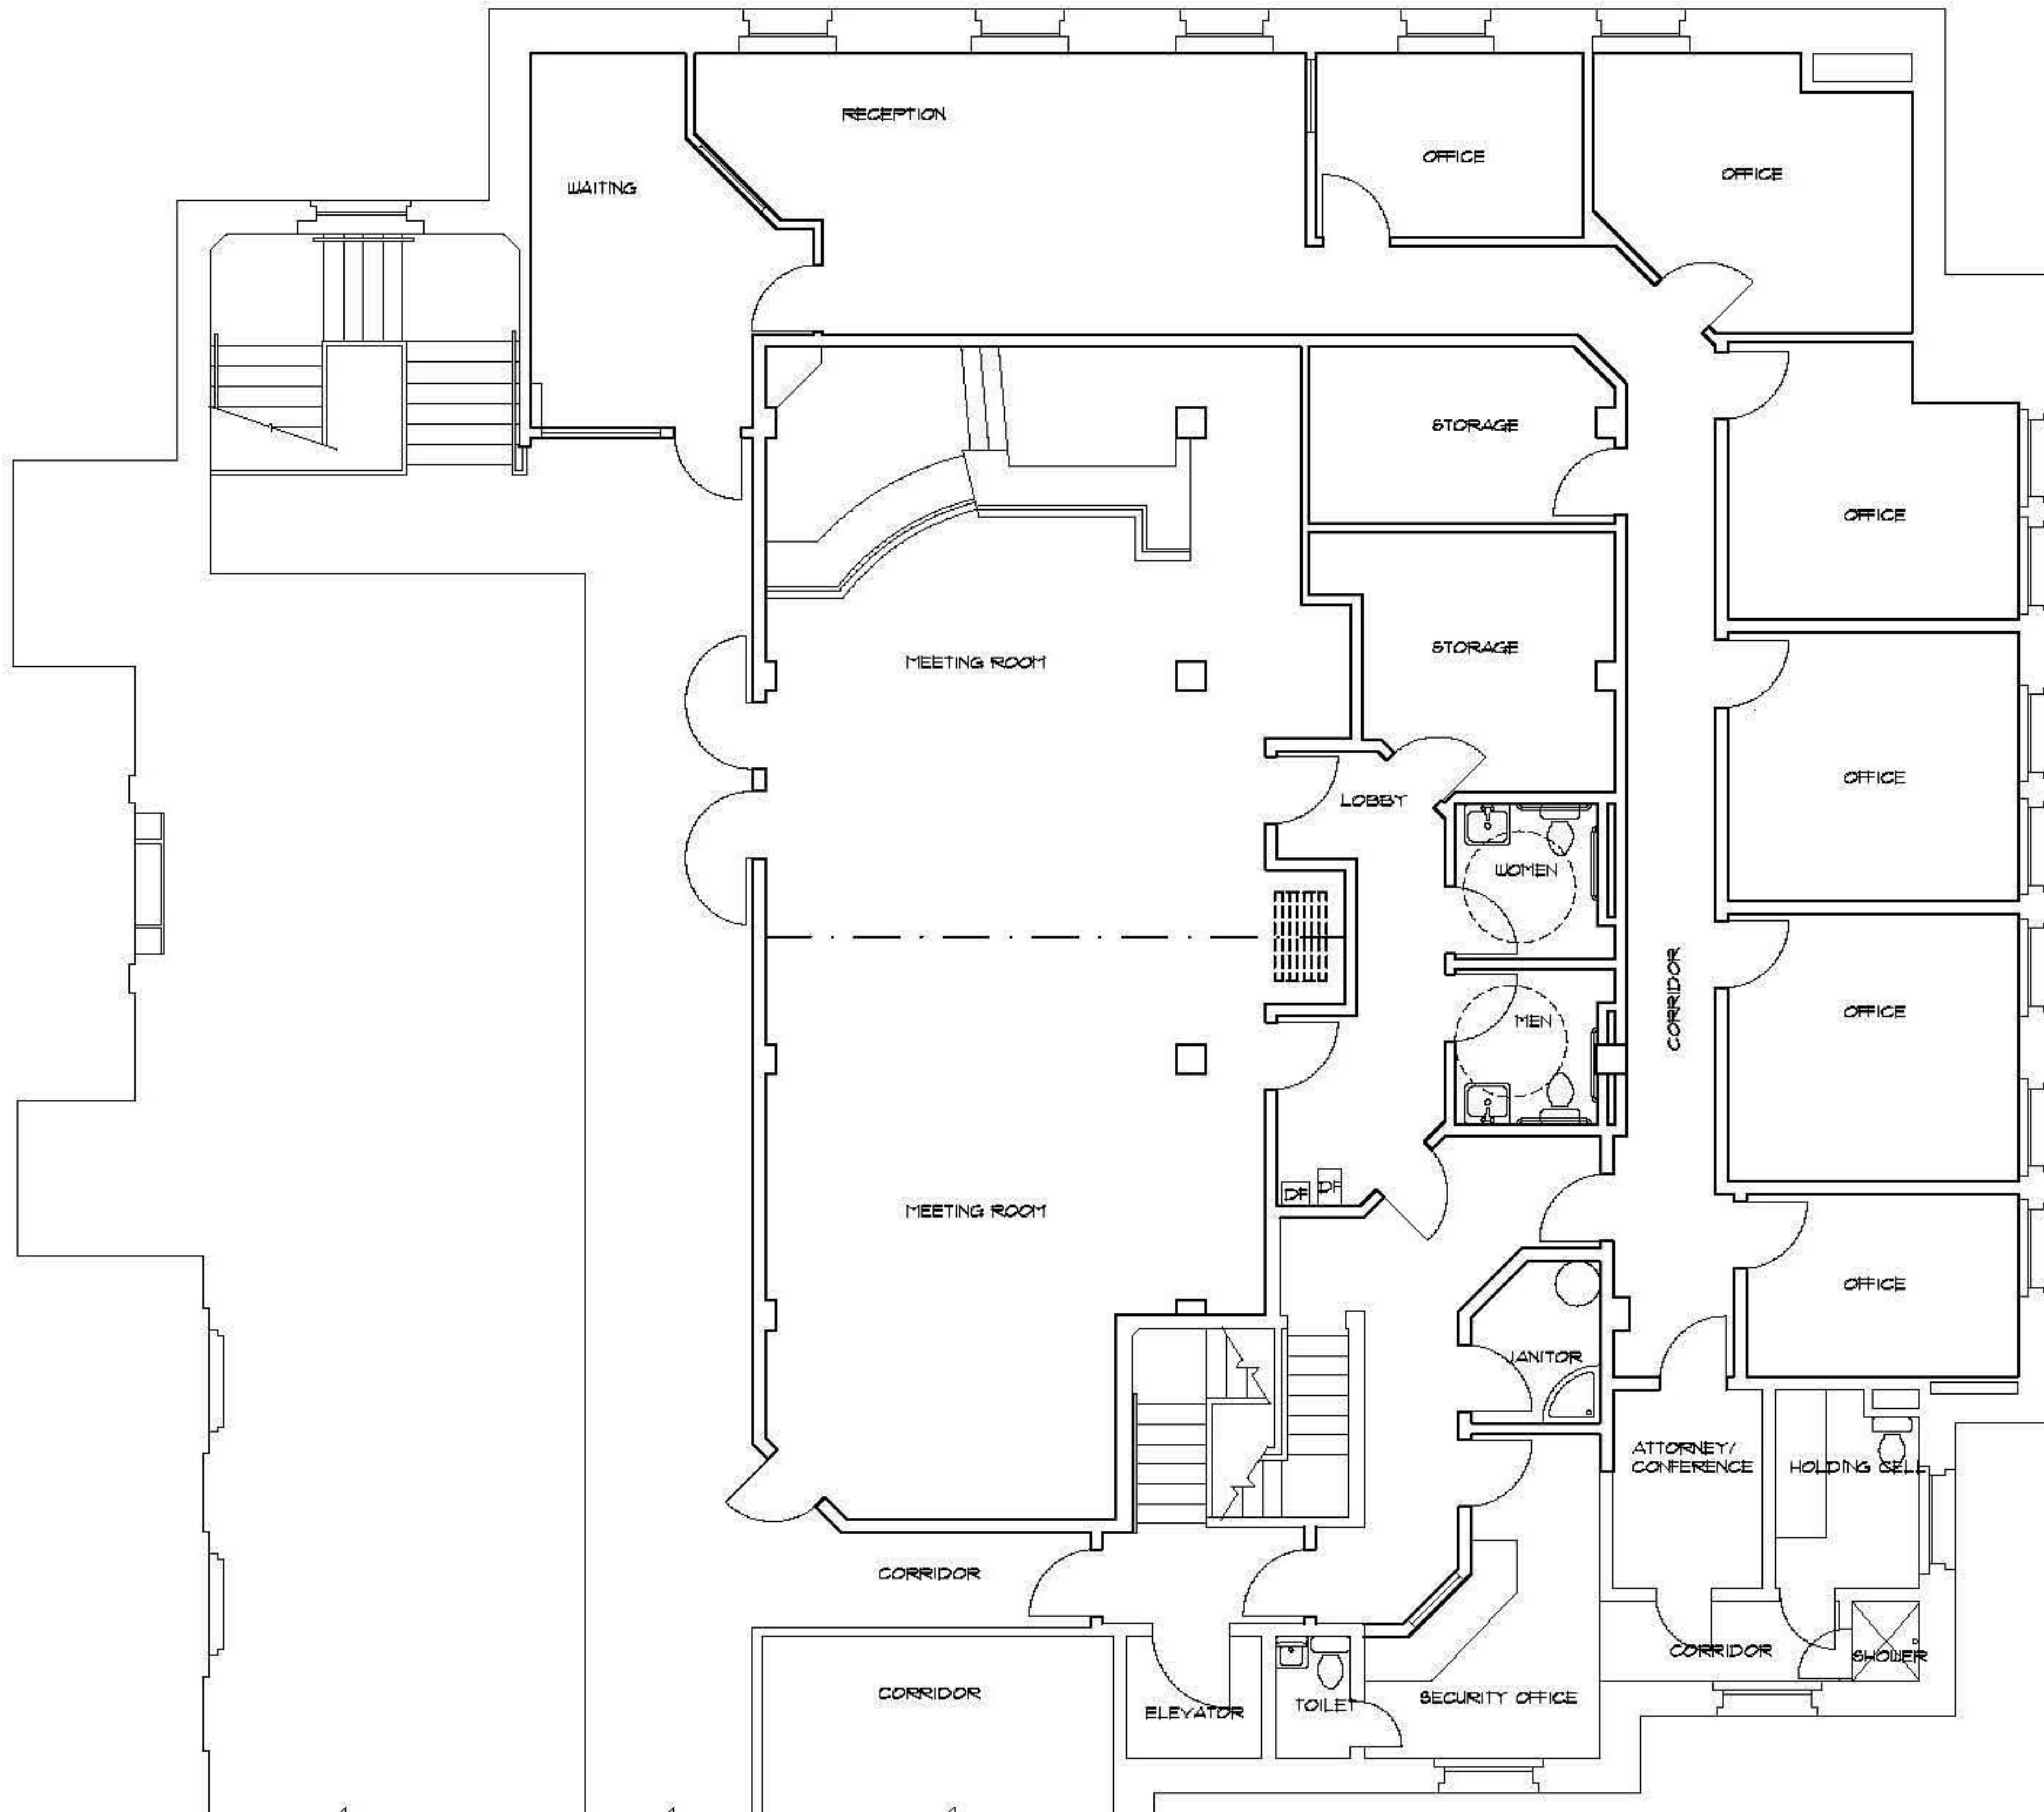 RECEPTION
OFFICE
OFFICE
WAITING
STORAGE
OFFICE
STORAGE
MEETING ROOM
OFFICE
LOBBY
WOMEN
CORRIDOR
OFFICE
MEN
DF
DF
MEETING ROOM
OFFICE
JANITOR
ATTORNEY/
CONFERENCE
HOLDING CELL
CORRIDOR
CORRIDOR
SHOWER
CORRIDOR
ELEVATOR
TOILET
SECURITY OFFICE